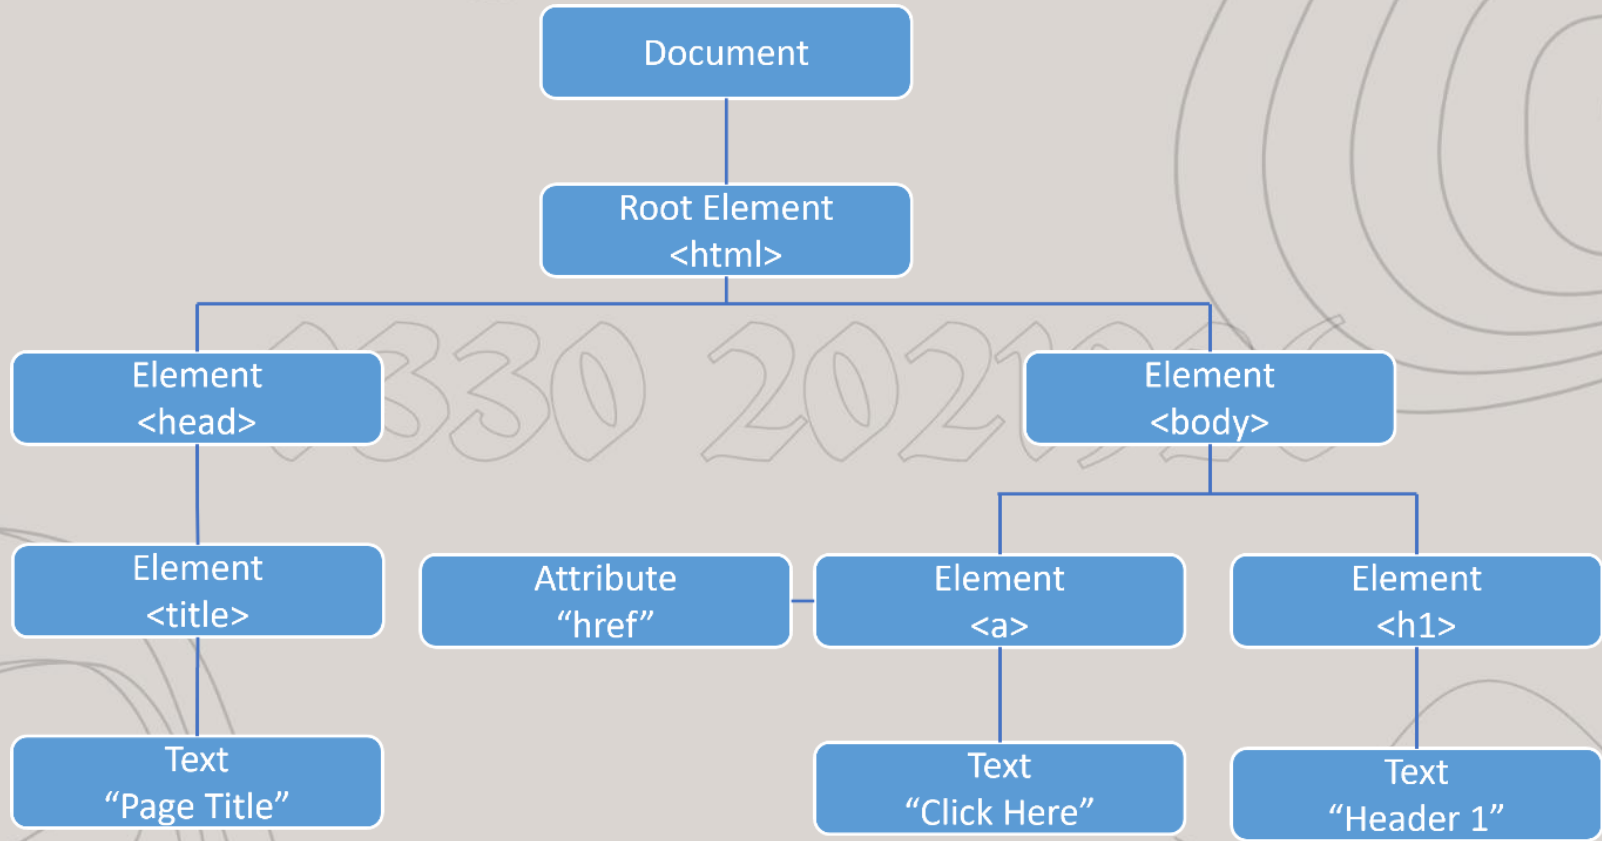 Document
Root Element
<html>
Element
<head>
Element
<body>
Element
<title>
Attribute
“href”
Element
<a>
Element
<h1>
Text
“Page Title”
Text
“Click Here”
Text
“Header 1”